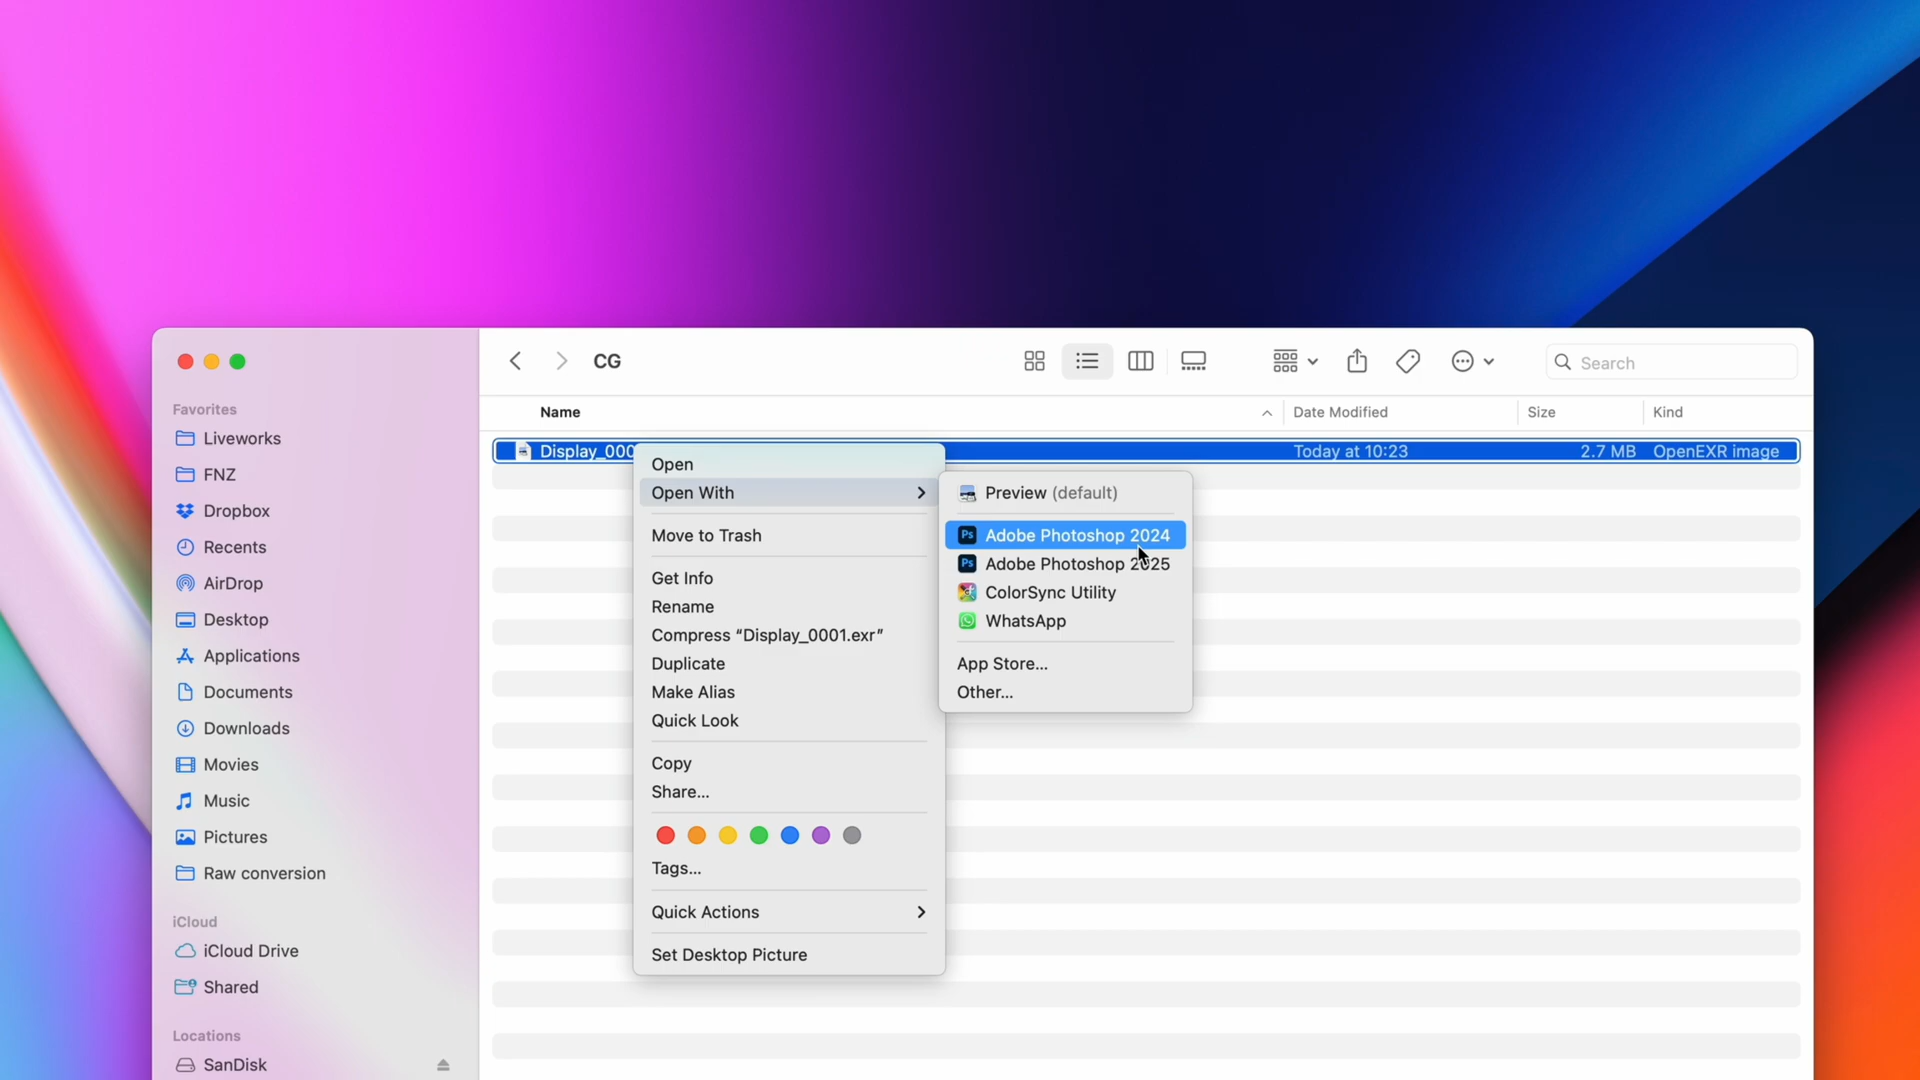 CG
Search
Favorites
Liveworks
FNZ
Dropbox
Recents
AirDrop
Desktop
Applications
Documents
Downloads
Movies
Music
Pictures
Raw conversion
iCloud
iCloud Drive
Shared
Locations
SanDisk
Name Date Modified Size Kind
Display_000 Today at 10:23 2.7 MB OpenEXR image
Open
Open With
Move to Trash
Get Info
Rename
Compress “Display_0001.exr”
Duplicate
Make Alias
Quick Look
Copy
Share...
Tags...
Quick Actions
Set Desktop Picture
Preview (default)
Ps Adobe Photoshop 2024
Ps Adobe Photoshop 2025
ColorSync Utility
WhatsApp
App Store...
Other...